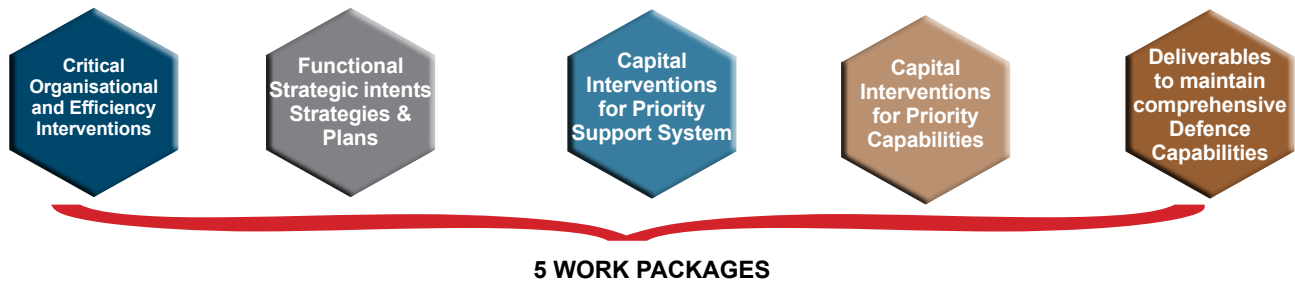 Critical
Organisational
and Efficiency
Interventions
Functional
Strategic intents
Strategies &
Plans
Capital
Interventions
for Priority
Support System
Capital
Interventions
for Priority
Capabilities
Deliverables
to maintain
comprehensive
Defence
Capabilities
5 WORK PACKAGES